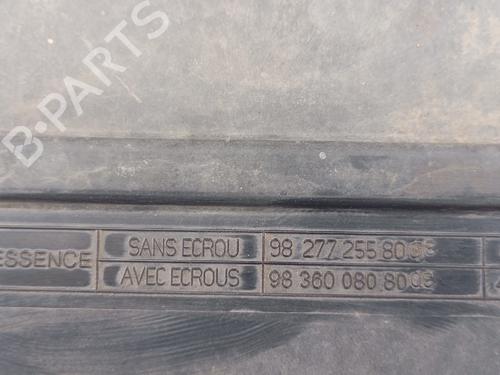 B-PARTS
ESSENCE
SANS ECROU 98 277 255 80
AVEC ECROUS 98 360 080 80